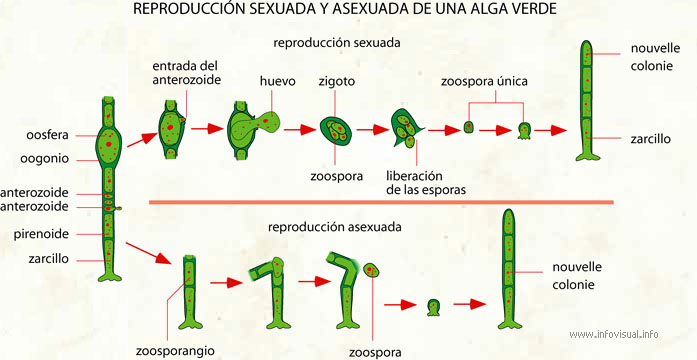 REPRODUCCIÓN SEXUADA Y ASEXUADA DE UNA ALGA VERDE
reproducción sexuada
entrada del
anterozoide
huevo
zigoto
zoospora única
nouvelle
colonie
oosfera
oogonio
anterozoide
anterozoide
pirenoide
zarcillo
zoospora
liberación
de las esporas
zarcillo
reproducción asexuada
nouvelle
colonie
zoosporangio
zoospora
www.infovisual.info